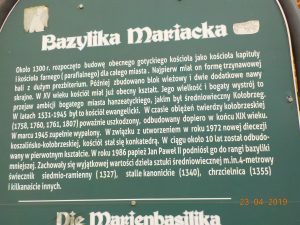 Bazylika Mariacka
Około 1300 r. rozpoczęto budowę obecnego gotyckiego kościoła jako kościoła kapituły
i kościoła farnego (parafialnego) dla całego miasta. Najpierw miał on formę trzynawowej
hali z dużym prezbiterium. Później zbudowano blok wieżowy i dwie dodatkowe nawy
skrajne. W XV wieku kościół miał już obecny kształt. Jego wielkość i bogaty wystrój to
przejaw ambicji bogatego miasta hanzeatyckiego, jakim był średniowieczny Kołobrzeg.
W latach 1531-1945 był to kościół ewangelicki. W czasie oblężeń twierdzy kołobrzeskiej
(1758, 1760, 1761, 1807) poważnie uszkodzony, odbudowany dopiero w końcu XIX wieku.
W marcu 1945 zupełnie wypalony. W związku z utworzeniem w roku 1972 nowej diecezji
koszalińsko-kołobrzeskiej, kościół stał się konkatedrą. W ciągu około 10 lat został odbudo-
wany w pierwotnym kształcie. W roku 1986 papież Jan Paweł II podniósł go do rangi bazyliki
mniejszej. Zachowały się wyjątkowej wartości dzieła sztuki średniowiecznej m.in.4-metrowy
świecznik siedmio-ramienny (1327), stalle kanonickie (1340), chrzcielnica (1355)
i kilkanaście innych.
23-04-2019
Die Marienbasilika